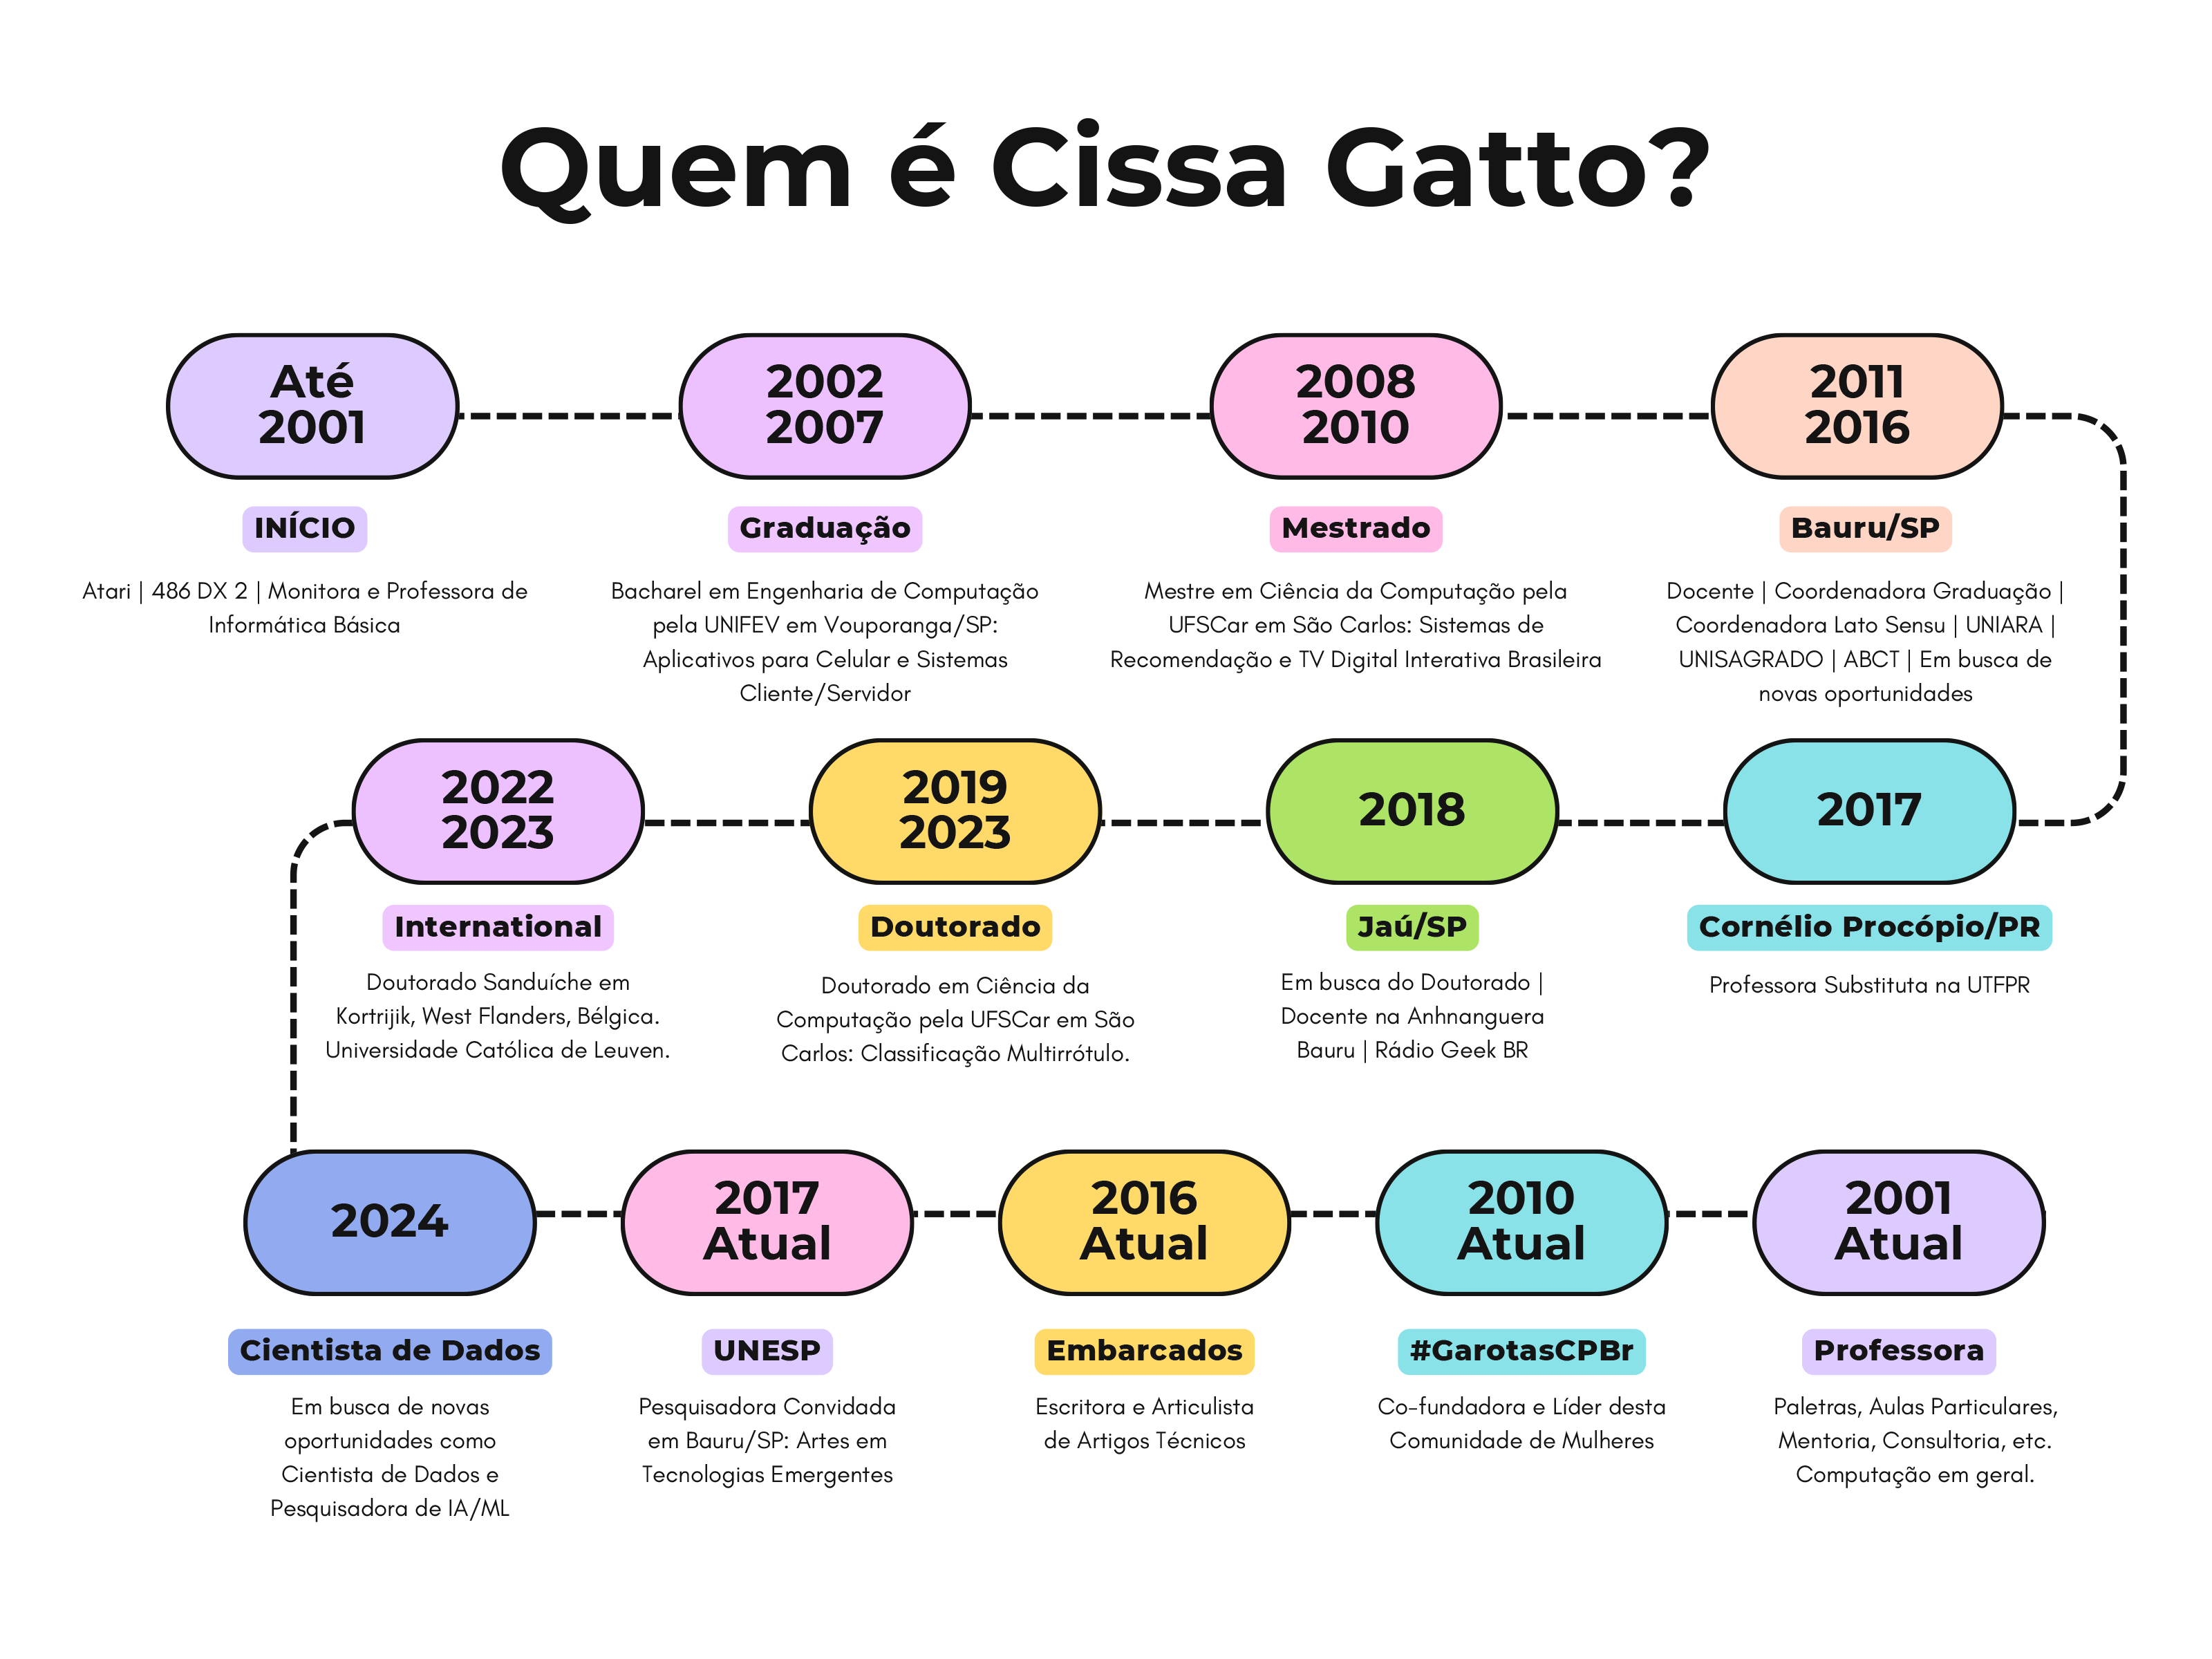 Quem é Cissa Gatto?
Até
2001
INÍCIO
Atari | 486 DX 2 | Monitora e Professora de
Informática Básica
2002
2007
Graduação
Bacharel em Engenharia de Computação
pela UNIFEV em Vouporanga/SP:
Aplicativos para Celular e Sistemas
Cliente/Servidor
2008
2010
Mestrado
Mestre em Ciência da Computação pela
UFSCar em São Carlos: Sistemas de
Recomendação e TV Digital Interativa Brasileira
2011
2016
Bauru/SP
Docente | Coordenadora Graduação |
Coordenadora Lato Sensu | UNIARA |
UNISAGRADO | ABCT | Em busca de
novas oportunidades
2017
Cornélio Procópio/PR
Professora Substituta na UTFPR
2018
Jaú/SP
Em busca do Doutorado |
Docente na Anhnanguera
Bauru | Rádio Geek BR
2019
2023
Doutorado
Doutorado em Ciência da
Computação pela UFSCar em São
Carlos: Classificação Multirrótulo.
2022
2023
International
Doutorado Sanduíche em
Kortrijik, West Flanders, Bélgica.
Universidade Católica de Leuven.
2024
Cientista de Dados
Em busca de novas
oportunidades como
Cientista de Dados e
Pesquisadora de IA/ML
2017
Atual
UNESP
Pesquisadora Convidada
em Bauru/SP: Artes em
Tecnologias Emergentes
2016
Atual
Embarcados
Escritora e Articulista
de Artigos Técnicos
2010
Atual
#GarotasCPBr
Co-fundadora e Líder desta
Comunidade de Mulheres
2001
Atual
Professora
Paletras, Aulas Particulares,
Mentoria, Consultoria, etc.
Computação em geral.